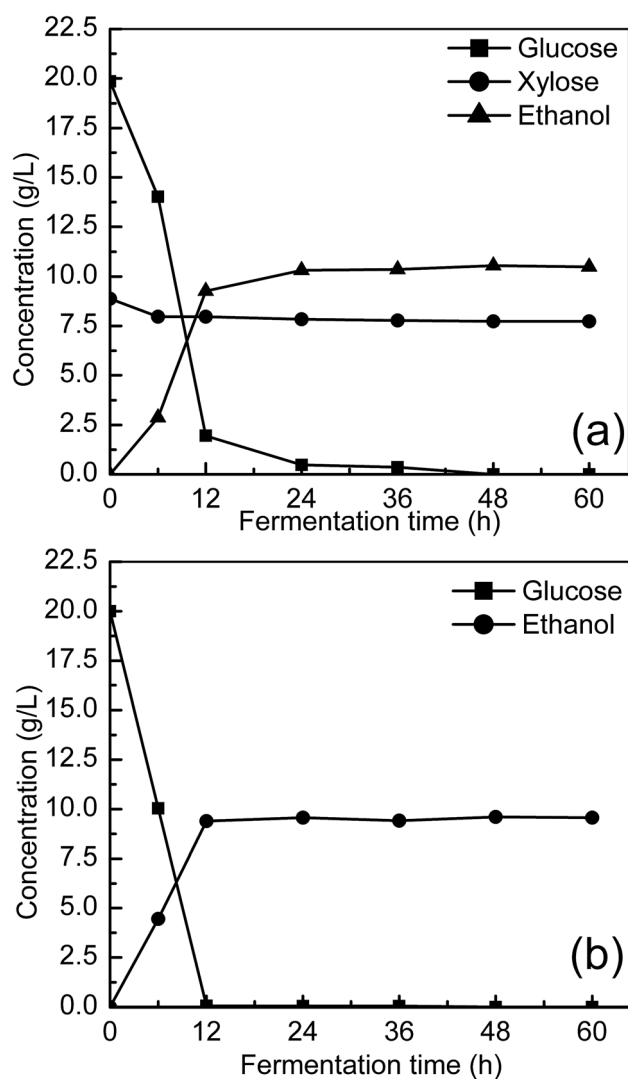 22.5
20.0
17.5
15.0
12.5
10.0
7.5
5.0
2.5
0.0
Concentration (g/L)
Glucose
Xylose
Ethanol
(a)
0 12 24 36 48 60
Fermentation time (h)
22.5
20.0
17.5
15.0
12.5
10.0
7.5
5.0
2.5
0.0
Concentration (g/L)
Glucose
Ethanol
(b)
0 12 24 36 48 60
Fermentation time (h)